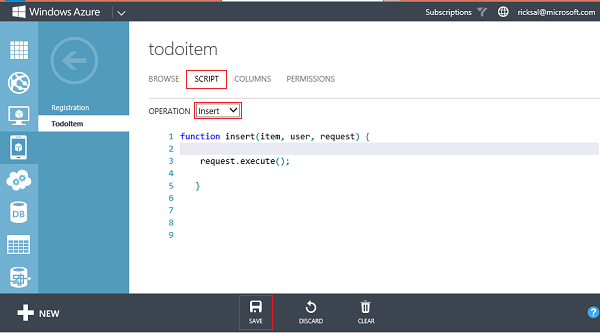 Windows Azure
Subscriptions
ricksal@microsoft.com
todoitem
BROWSE SCRIPT COLUMNS PERMISSIONS
Registration
TodoItem
OPERATION Insert
1 function insert(item, user, request) {
2
3 request.execute();
4
5 }
6
7
8
9
DB
NEW
SAVE
DISCARD
CLEAR
?